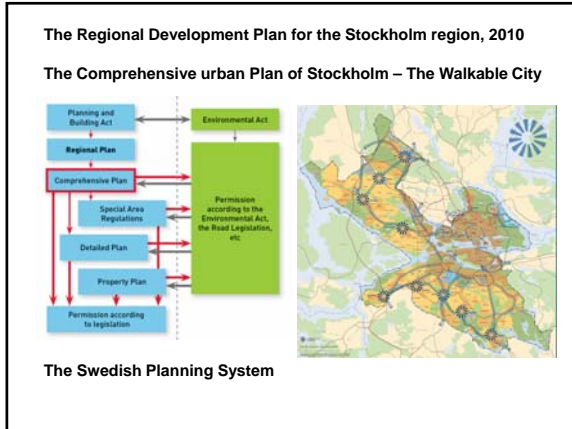 The Regional Development Plan for the Stockholm region, 2010
The Comprehensive urban Plan of Stockholm – The Walkable City
Planning and
Building Act
Environmental Act
Regional Plan
Comprehensive Plan
Special Area
Regulations
Permission
according to the
Environmental Act,
the Road Legislation,
etc
Detailed Plan
Property Plan
Permission according
to legislation
The Swedish Planning System